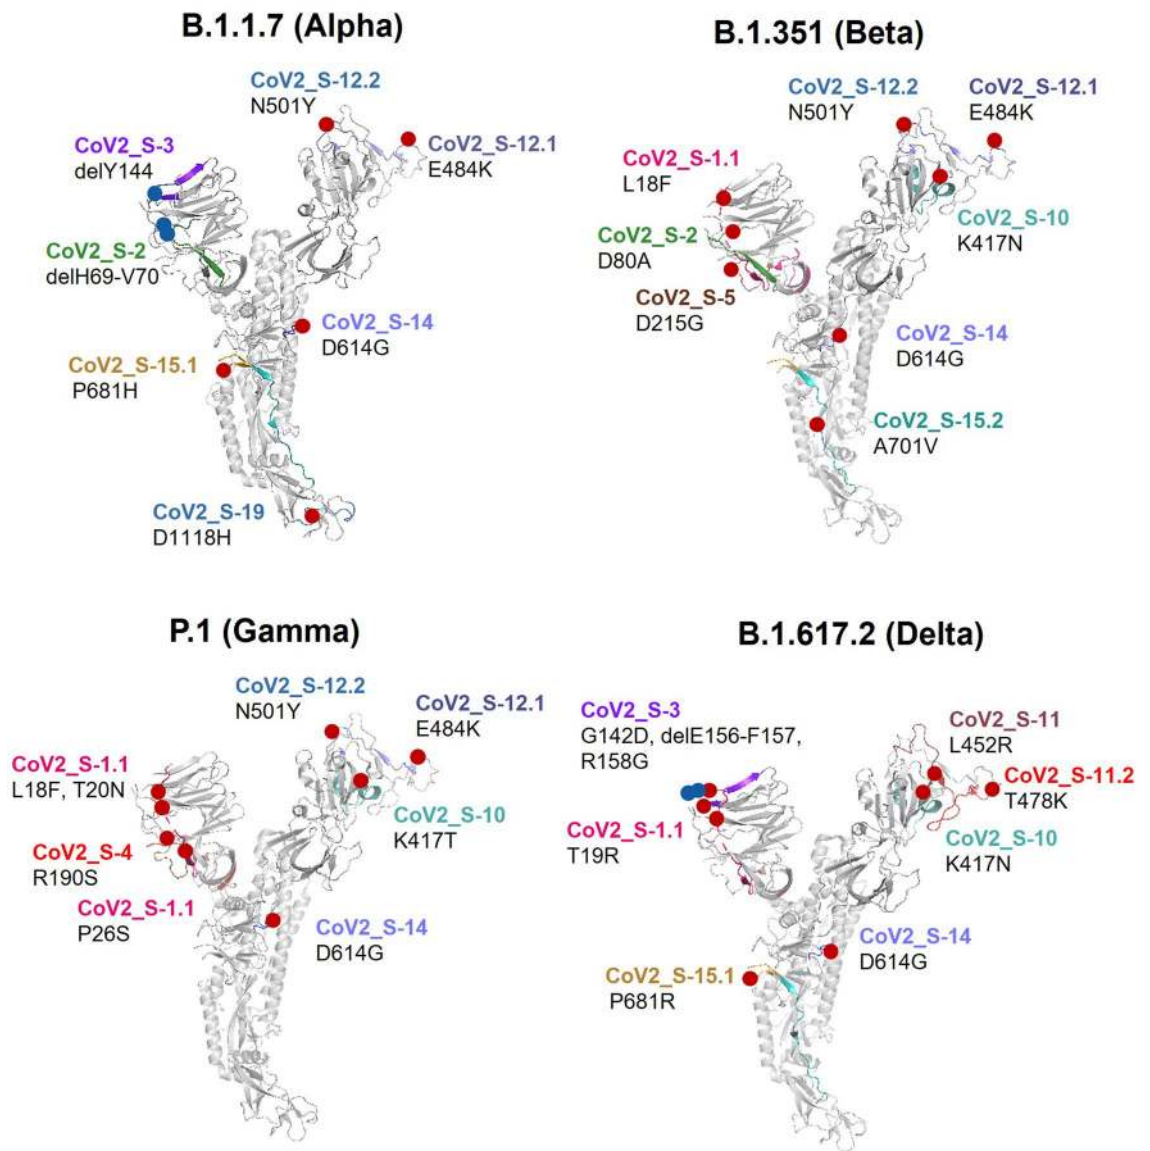 B.1.1.7 (Alpha)
CoV2_S-12.2
N501Y
CoV2_S-3
delY144
CoV2_S-12.1
E484K
CoV2_S-2
delH69-V70
CoV2_S-14
D614G
CoV2_S-15.1
P681H
CoV2_S-19
D1118H
B.1.351 (Beta)
CoV2_S-12.2
N501Y
CoV2_S-12.1
E484K
CoV2_S-1.1
L18F
CoV2_S-10
K417N
CoV2_S-2
D80A
CoV2_S-5
D215G
CoV2_S-14
D614G
CoV2_S-15.2
A701V
P.1 (Gamma)
CoV2_S-12.2
N501Y
CoV2_S-12.1
E484K
CoV2_S-1.1
L18F, T20N
CoV2_S-10
K417T
CoV2_S-4
R190S
CoV2_S-1.1
P26S
CoV2_S-14
D614G
B.1.617.2 (Delta)
CoV2_S-3
G142D, delE156-F157,
R158G
CoV2_S-11
L452R
CoV2_S-11.2
T478K
CoV2_S-1.1
T19R
CoV2_S-10
K417N
CoV2_S-14
D614G
CoV2_S-15.1
P681R